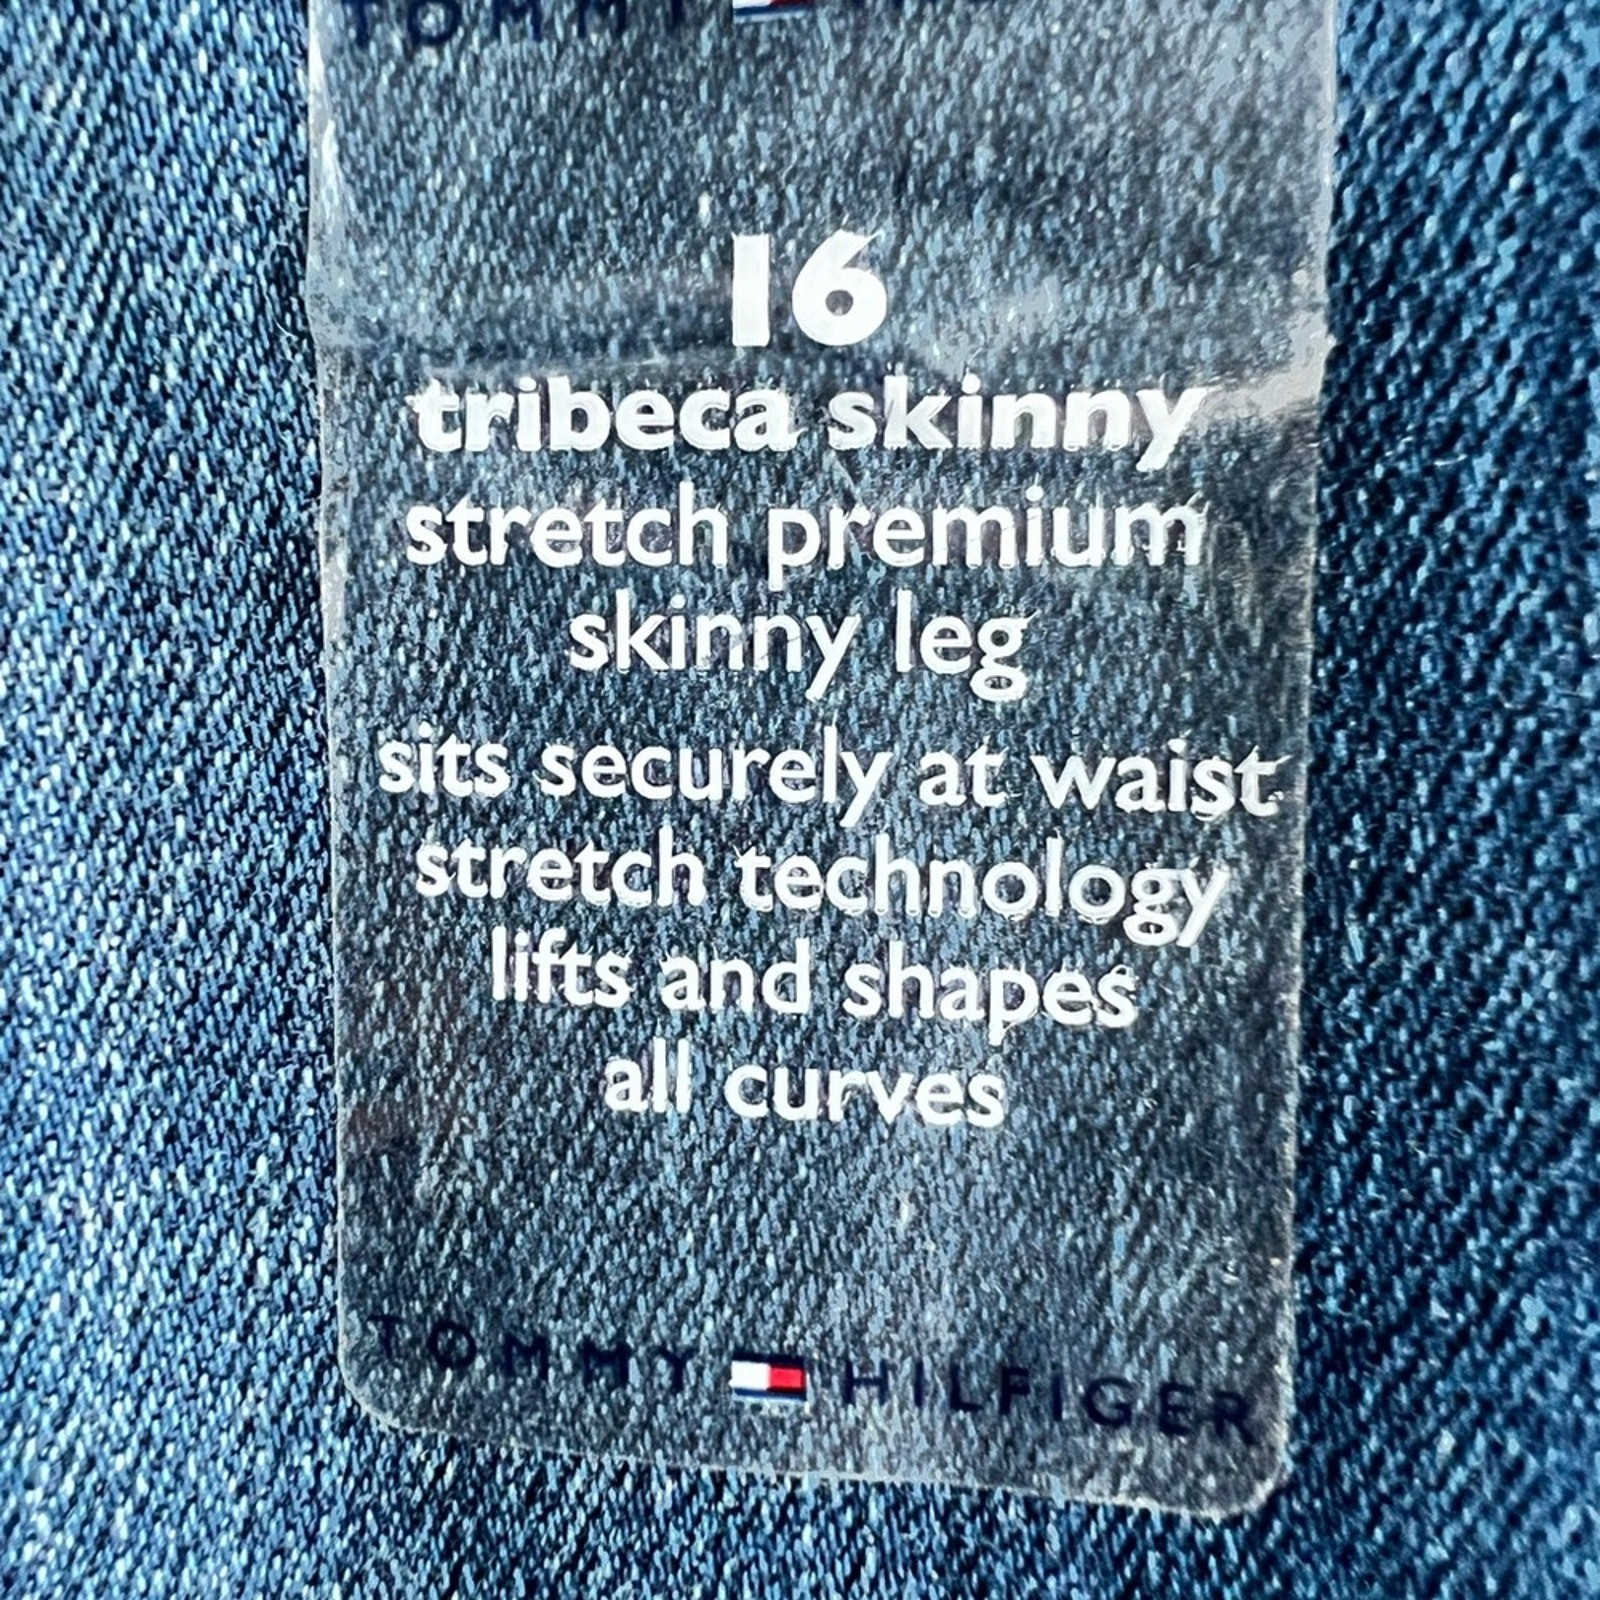 TOMMY
16
tribeca skinny
stretch premium
skinny leg
sits securely at waist
stretch technology
lifts and shapes
all curves
TOMMY HILFIGER